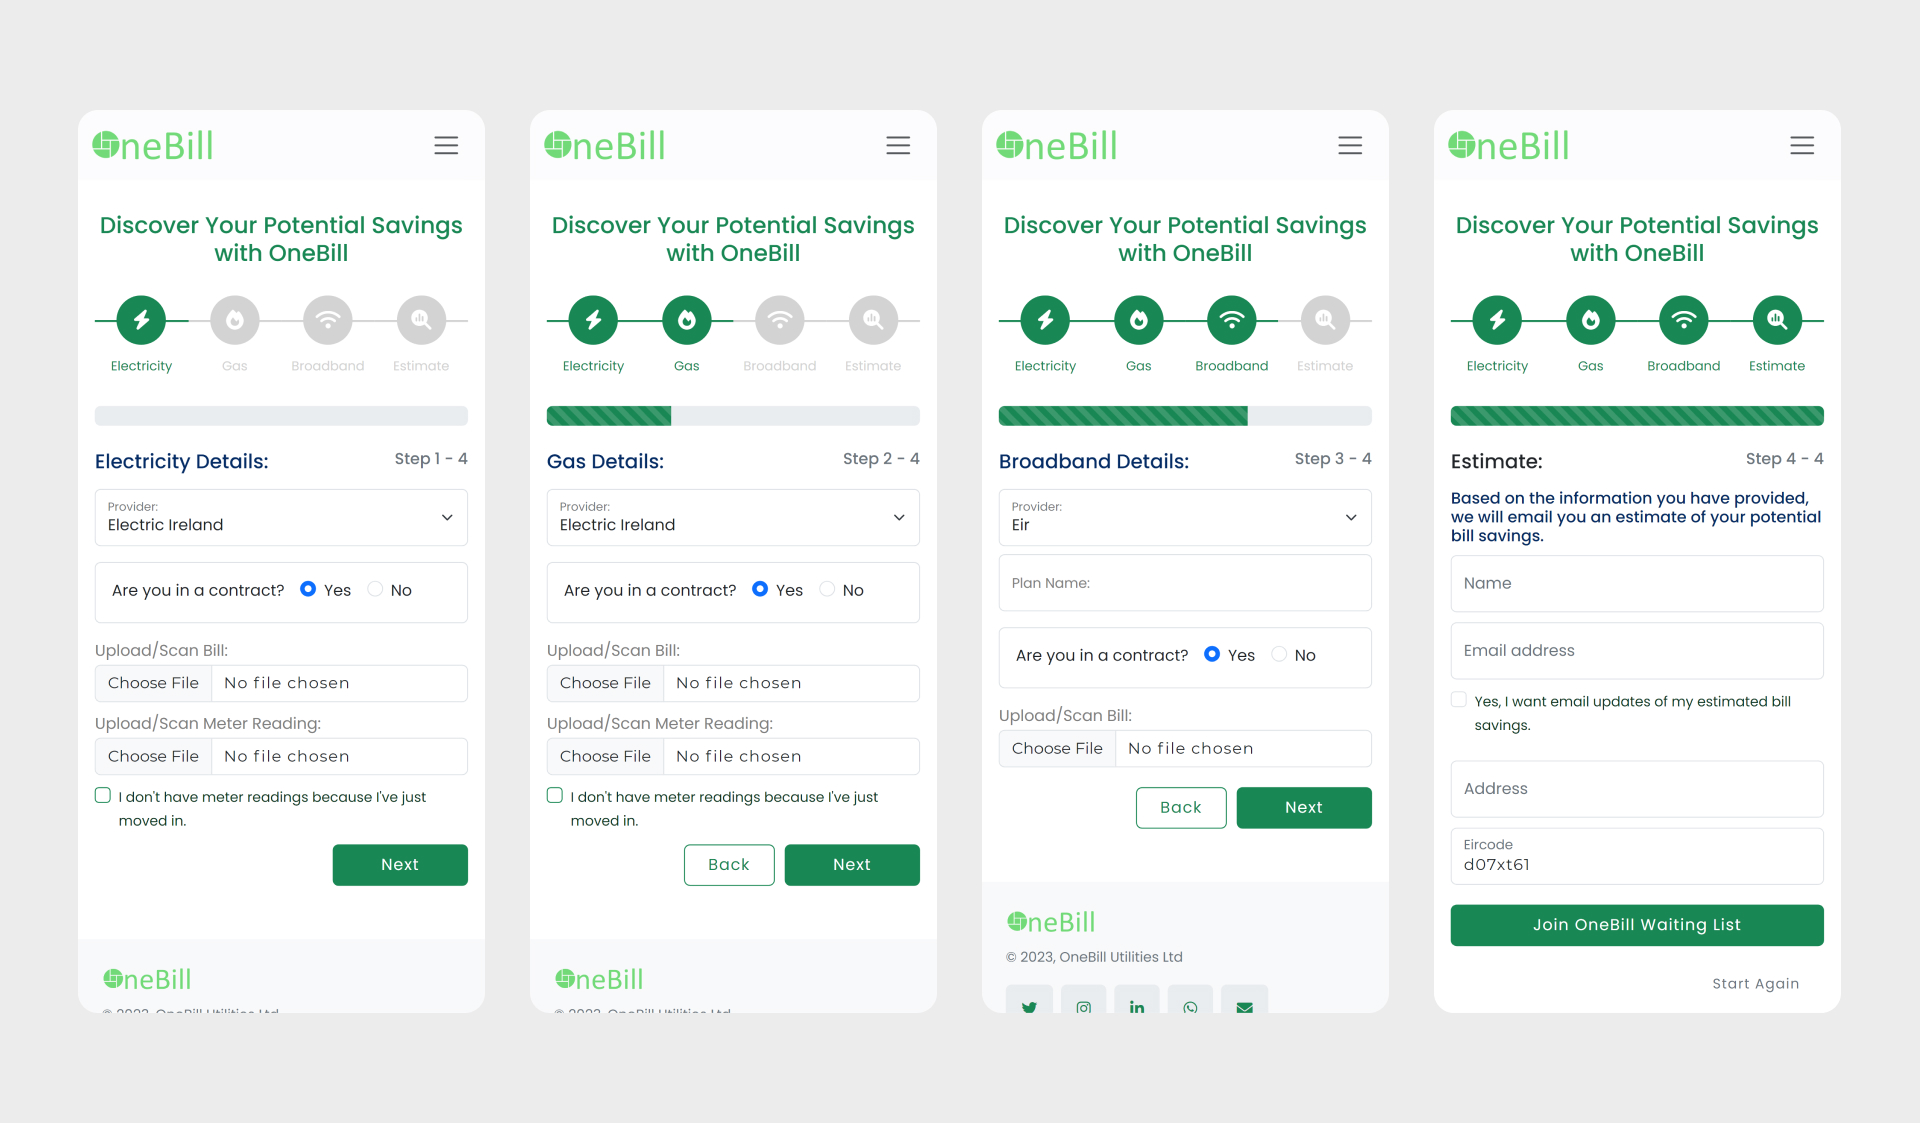 OneBill
Discover Your Potential Savings
with OneBill
Electricity
Gas
Broadband
Estimate
Electricity Details:
Step 1 - 4
Provider:
Electric Ireland
Are you in a contract? Yes No
Upload/Scan Bill:
Choose File No file chosen
Upload/Scan Meter Reading:
Choose File No file chosen
I don't have meter readings because I've just
moved in.
Next
OneBill
© 2023, OneBill Utilities Ltd
OneBill
Discover Your Potential Savings
with OneBill
Electricity
Gas
Broadband
Estimate
Gas Details:
Step 2 - 4
Provider:
Electric Ireland
Are you in a contract? Yes No
Upload/Scan Bill:
Choose File No file chosen
Upload/Scan Meter Reading:
Choose File No file chosen
I don't have meter readings because I've just
moved in.
Back
Next
OneBill
© 2023, OneBill Utilities Ltd
OneBill
Discover Your Potential Savings
with OneBill
Electricity
Gas
Broadband
Estimate
Broadband Details:
Step 3 - 4
Provider:
Eir
Plan Name:
Are you in a contract? Yes No
Upload/Scan Bill:
Choose File No file chosen
Back
Next
OneBill
© 2023, OneBill Utilities Ltd
in
OneBill
Discover Your Potential Savings
with OneBill
Electricity
Gas
Broadband
Estimate
Estimate:
Step 4 - 4
Based on the information you have provided,
we will email you an estimate of your potential
bill savings.
Name
Email address
Yes, I want email updates of my estimated bill
savings.
Address
Eircode
d07xt61
Join OneBill Waiting List
Start Again